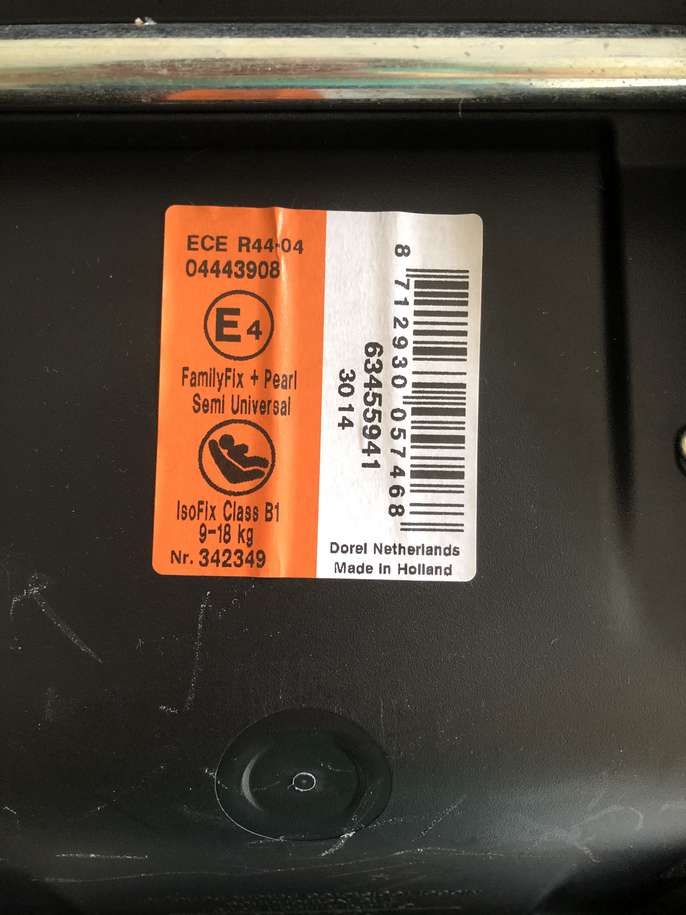 ECE R44-04
04443908
E4
FamilyFix + Pearl
Semi Universal
IsoFix Class B1
9-18 kg
Nr. 342349
8 712930 057468
63455941
3014
Dorel Netherlands
Made in Holland